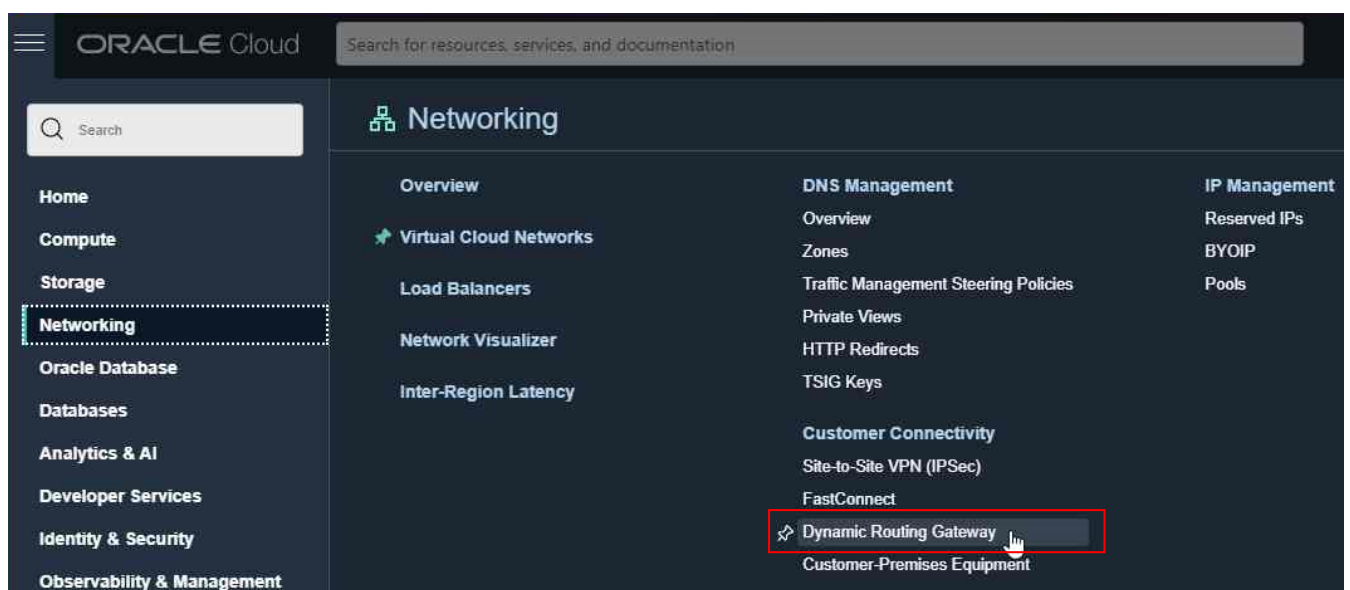 ORACLE Cloud
Search for resources, services, and documentation
Search
Home
Compute
Storage
Networking
Oracle Database
Databases
Analytics & AI
Developer Services
Identity & Security
Observability & Management
Networking
Overview
Virtual Cloud Networks
Load Balancers
Network Visualizer
Inter-Region Latency
DNS Management
Overview
Zones
Traffic Management Steering Policies
Private Views
HTTP Redirects
TSIG Keys
Customer Connectivity
Site-to-Site VPN (IPSec)
FastConnect
Dynamic Routing Gateway
Customer-Premises Equipment
IP Management
Reserved IPs
BYOIP
Pools